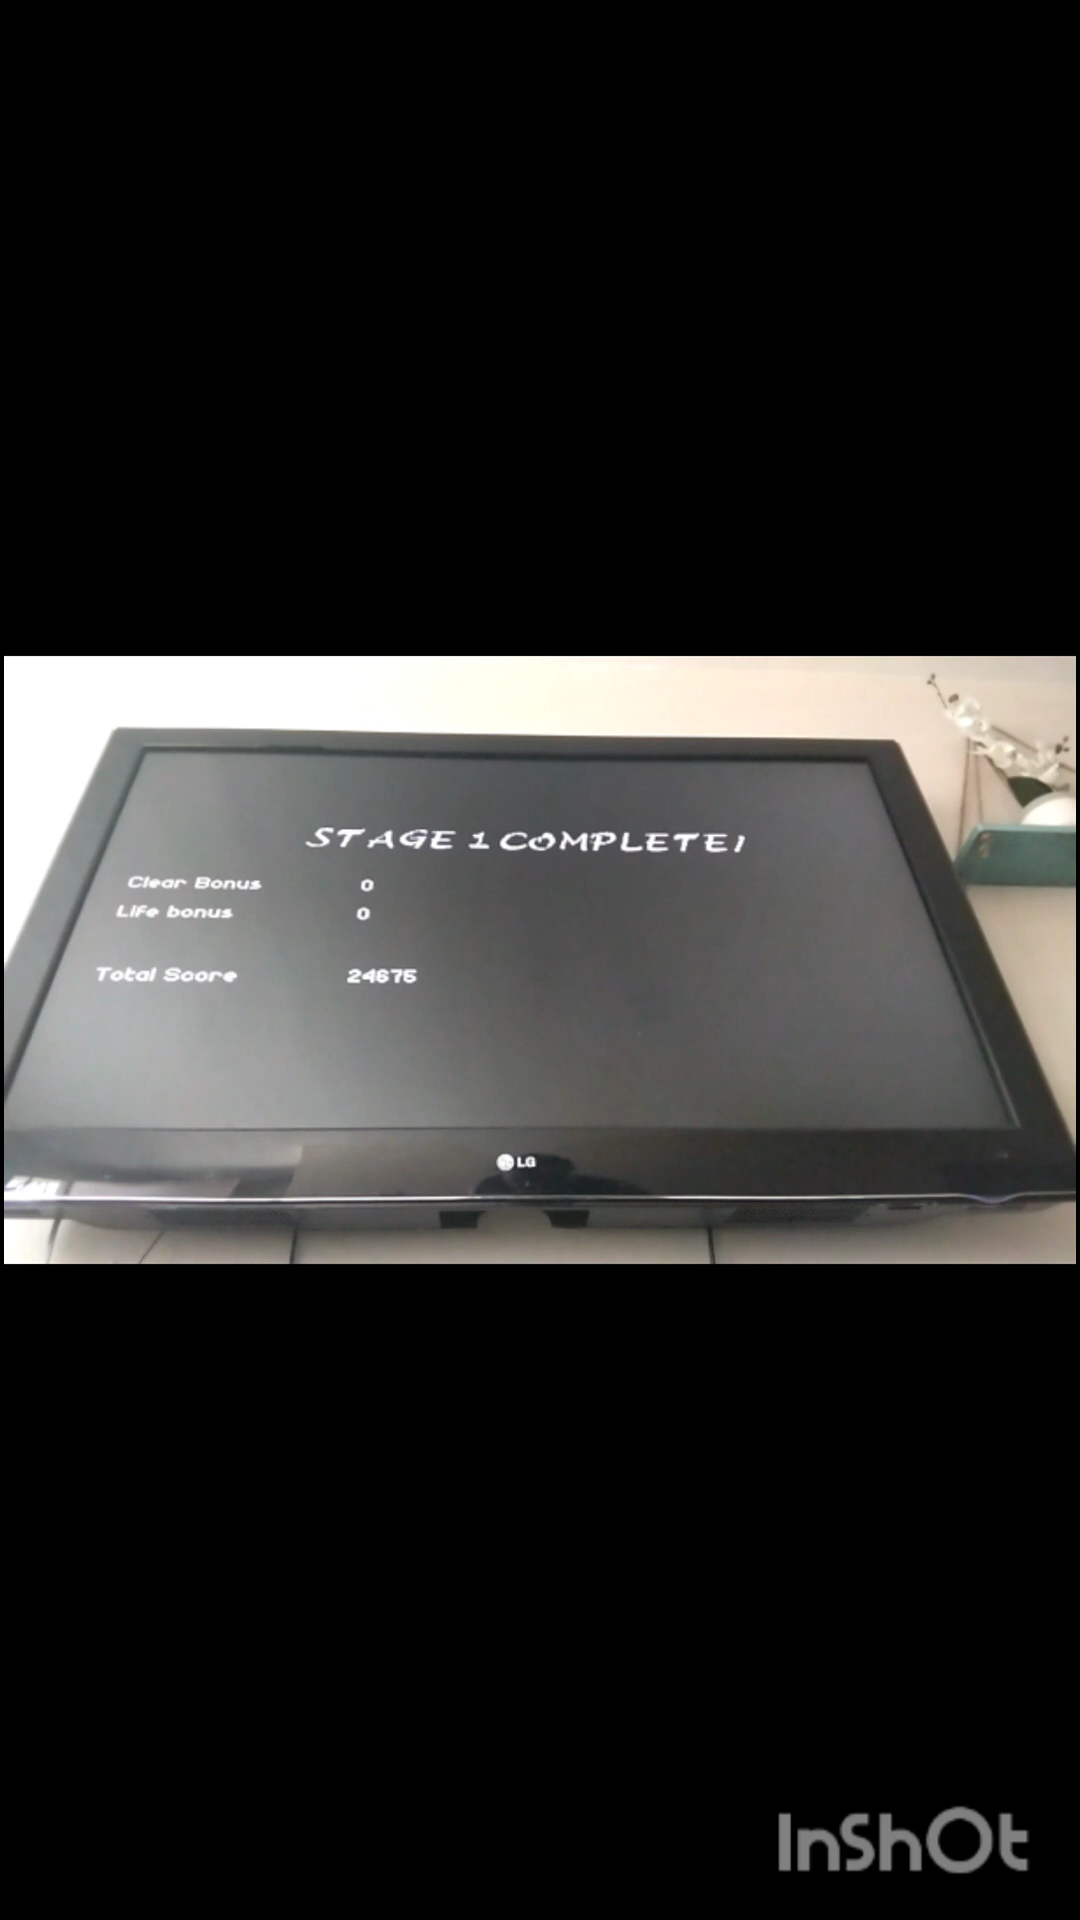 STAGE 1 COMPLETE!
Clear Bonus 0
Life bonus 0
Total Score 24675
LG
InShOt